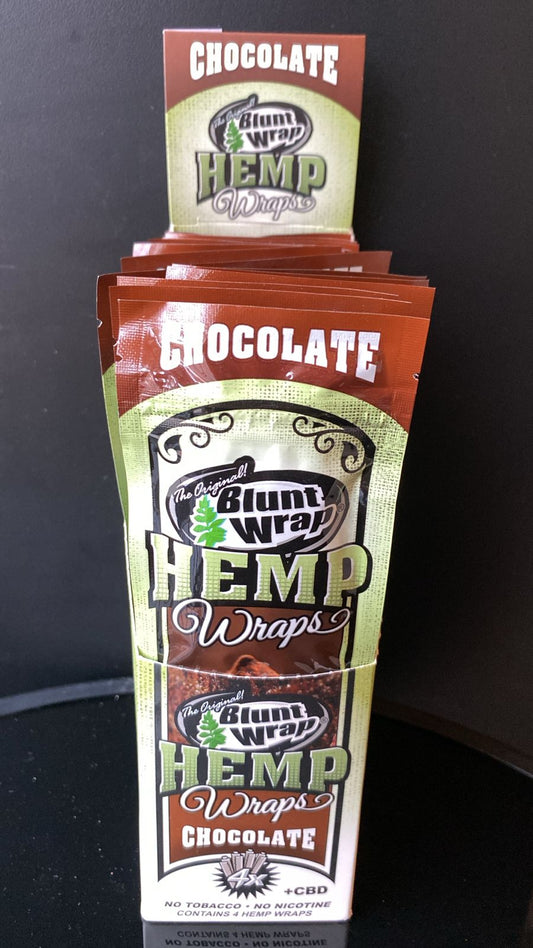 CHOCOLATE
The Original!
Blunt
Wrap
HEMP
Wraps
CHOCOLATE
The Original!
Blunt
Wrap
HEMP
Wraps
The Original!
Blunt
Wrap
HEMP
Wraps
CHOCOLATE
4x
+CBD
NO TOBACCO • NO NICOTINE
CONTAINS 4 HEMP WRAPS